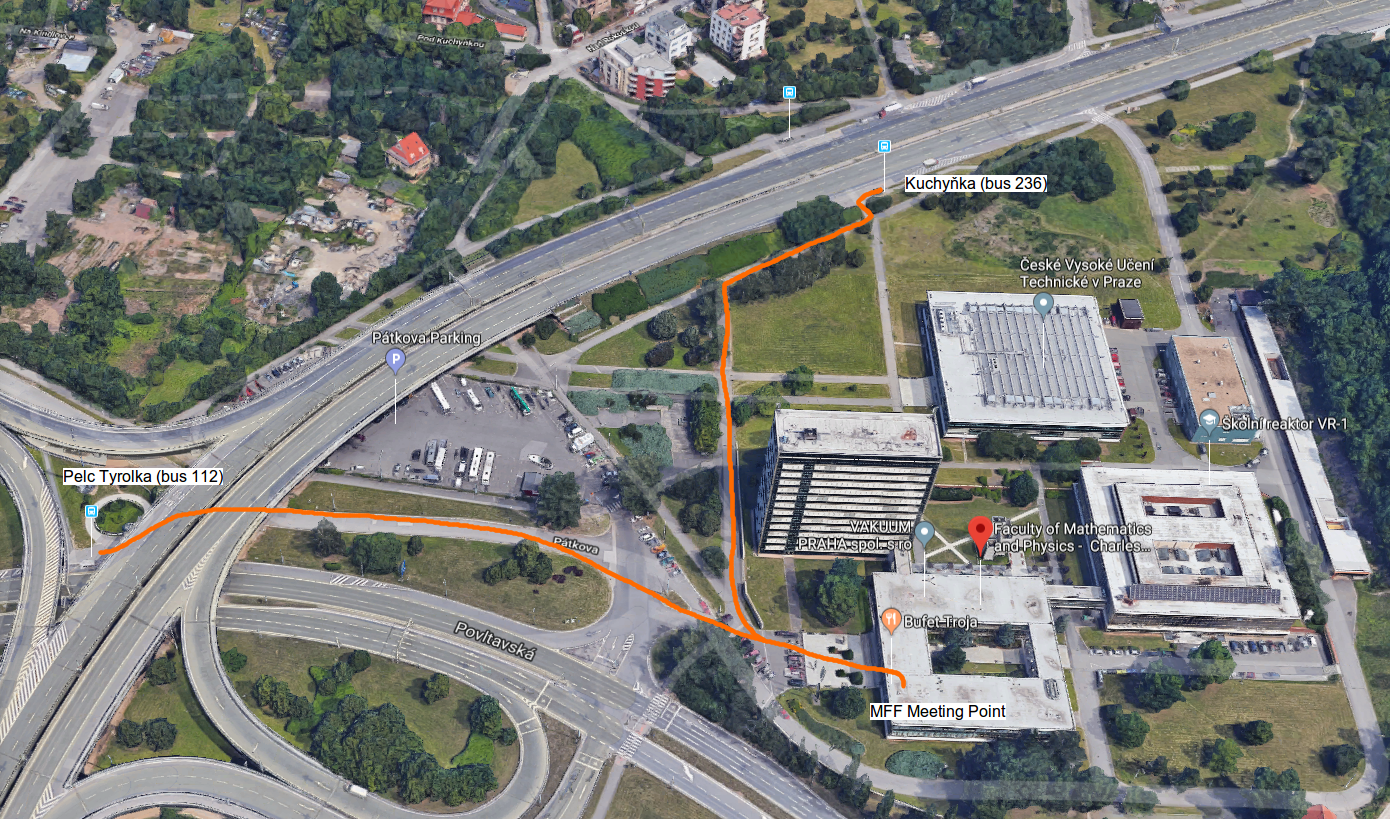 Na Kindlovce
Pod Kuchyňkou
Kuchyňka (bus 236)
České Vysoké Učení
Technické v Praze
Pátkova Parking
P
Školní reaktor VR-1
Pelc Tyrolka (bus 112)
VAKUUM
PRAHA spol. s ro
Faculty of Mathematics
and Physics - Charles...
Pátkova
Bufet Troja
Povltavská
MFF Meeting Point